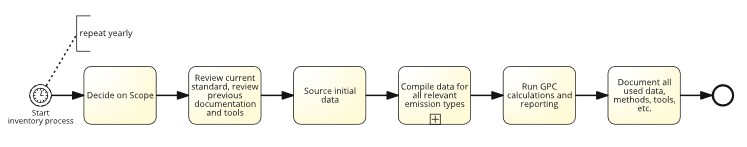 repeat yearly
Start
inventory process
Decide on Scope
Review current
standard, review
previous
documentation
and tools
Source initial
data
Compile data for
all relevant
emission types
Run GPC
calculations and
reporting
Document all
used data,
methods, tools,
etc.